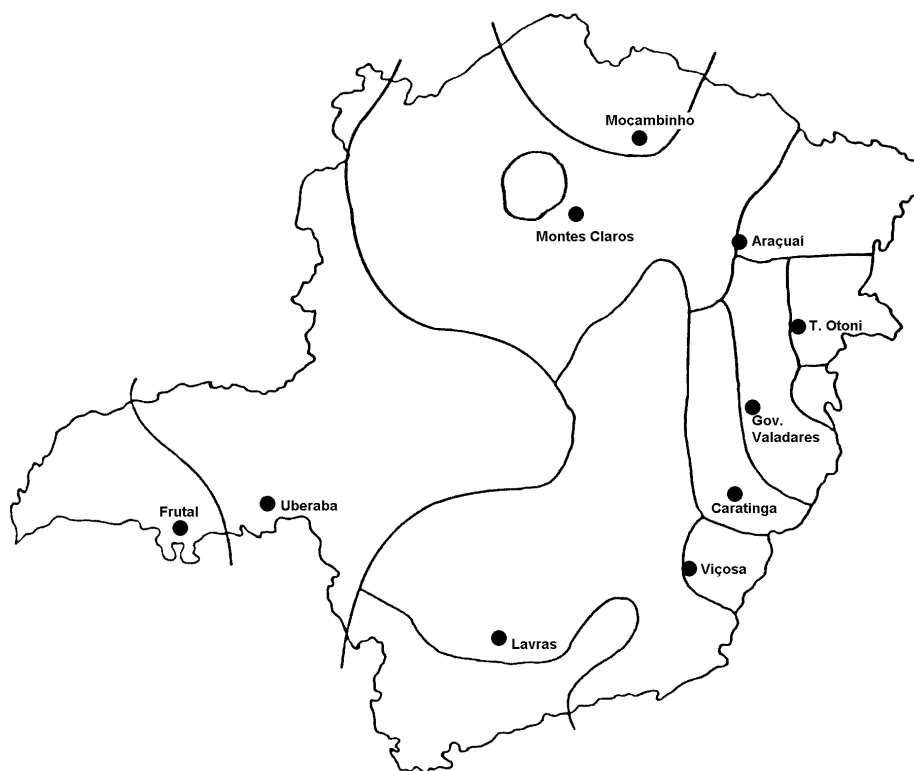 Mocambinho
Montes Claros
Araçuaí
T. Otoni
Gov.
Valadares
Frutal
Uberaba
Caratinga
Viçosa
Lavras